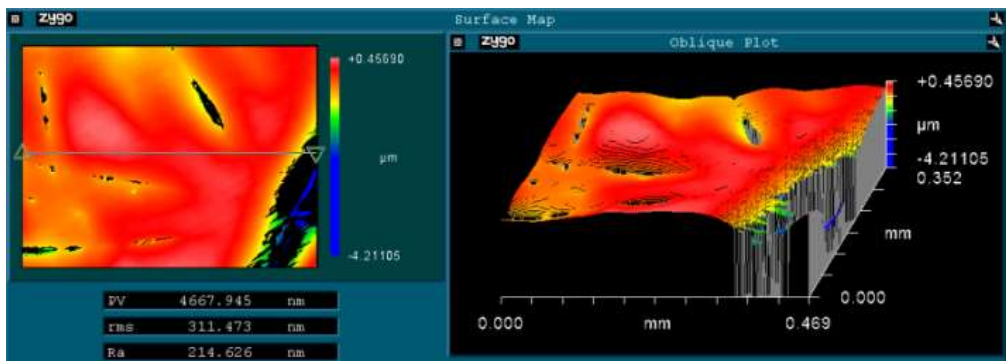 zygo
Surface Map
+0.45690
µm
-4.21105
PV 4667.945 nm
rms 311.473 nm
Ra 214.626 nm
zygo
Oblique Plot
+0.45690
µm
-4.21105
0.352
mm
0.000
0.000 mm 0.469